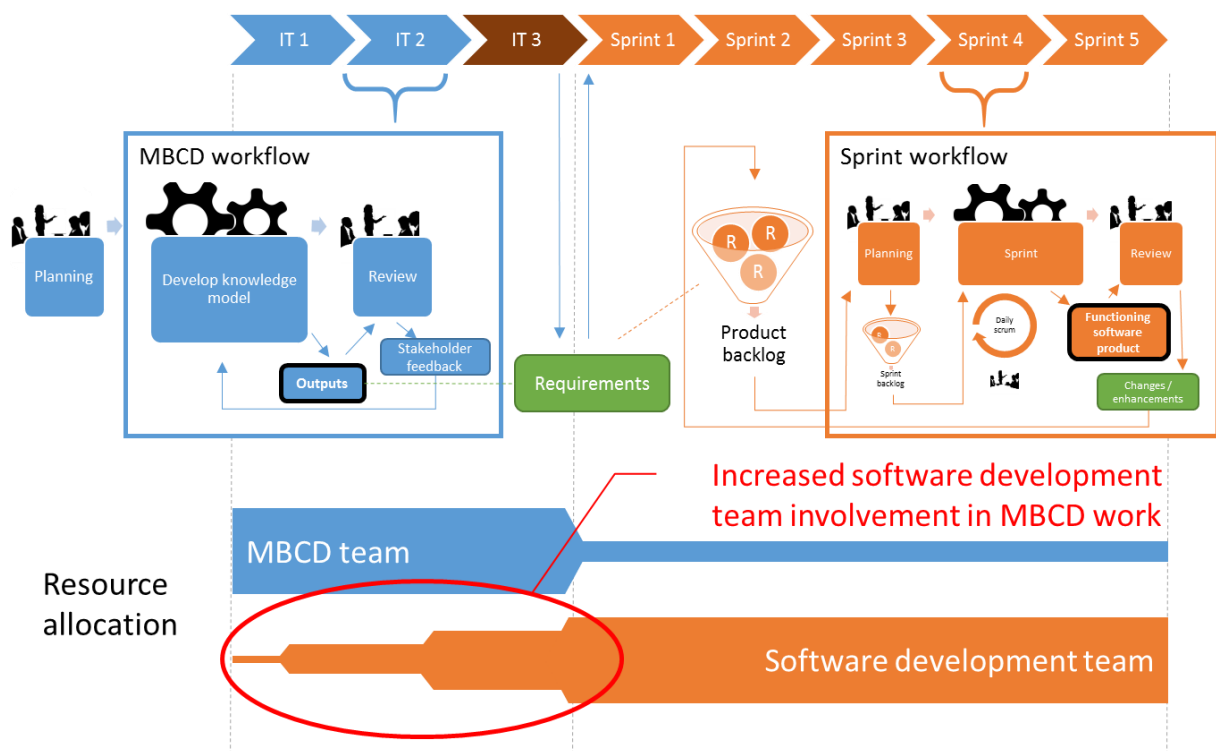 IT 1
IT 2
IT 3
Sprint 1
Sprint 2
Sprint 3
Sprint 4
Sprint 5
MBCD workflow
Planning
Develop knowledge
model
Review
Outputs
Stakeholder
feedback
Requirements
R
R
R
Product
backlog
Sprint workflow
Planning
Sprint
Review
R
R
R
Sprint
backlog
Daily
scrum
Functioning
software
product
Changes /
enhancements
Increased software development
team involvement in MBCD work
Resource
allocation
MBCD team
Software development team